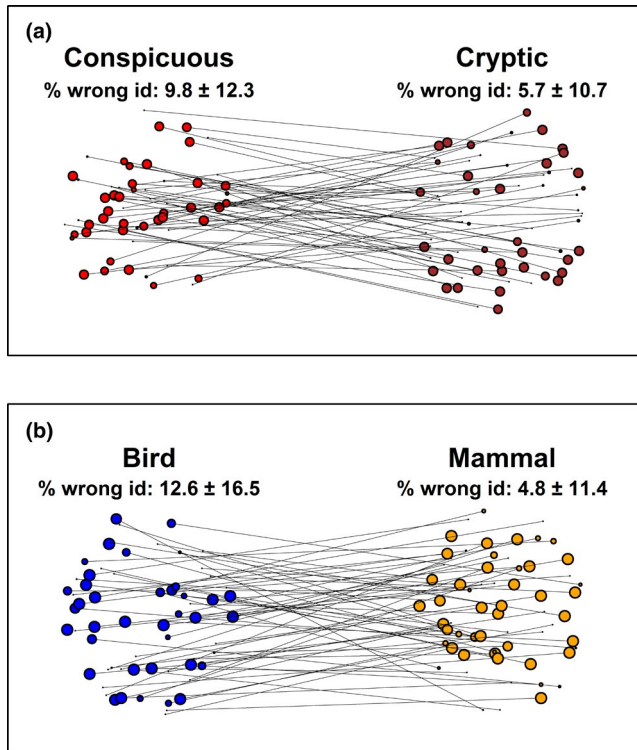 (a)
Conspicuous
Cryptic
% wrong id: 9.8 ± 12.3
% wrong id: 5.7 ± 10.7
(b)
Bird
Mammal
% wrong id: 12.6 ± 16.5
% wrong id: 4.8 ± 11.4